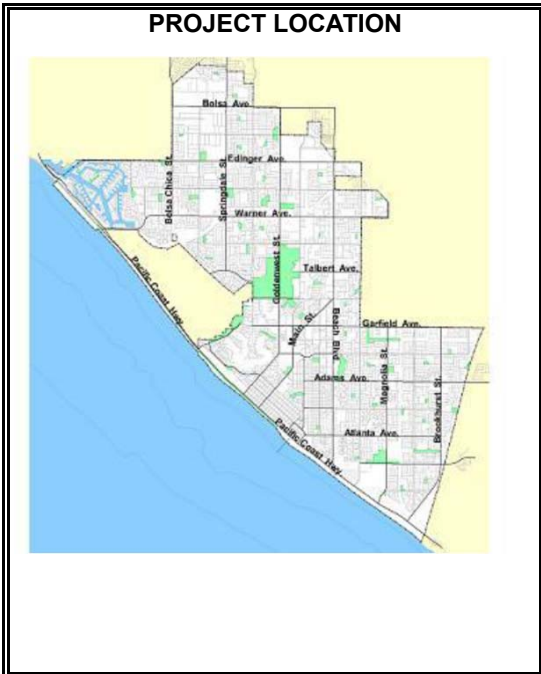 PROJECT LOCATION
Bolsa Ave.
Bolsa Chica St.
Springdale St.
Edinger Ave.
Warner Ave.
Goldenwest St.
Talbert Ave.
Pacific Coast Hwy.
Main St.
Beach Blvd.
Garfield Ave.
Magnolia St.
Adams Ave.
Brookhurst St.
Atlanta Ave.
Pacific Coast Hwy.